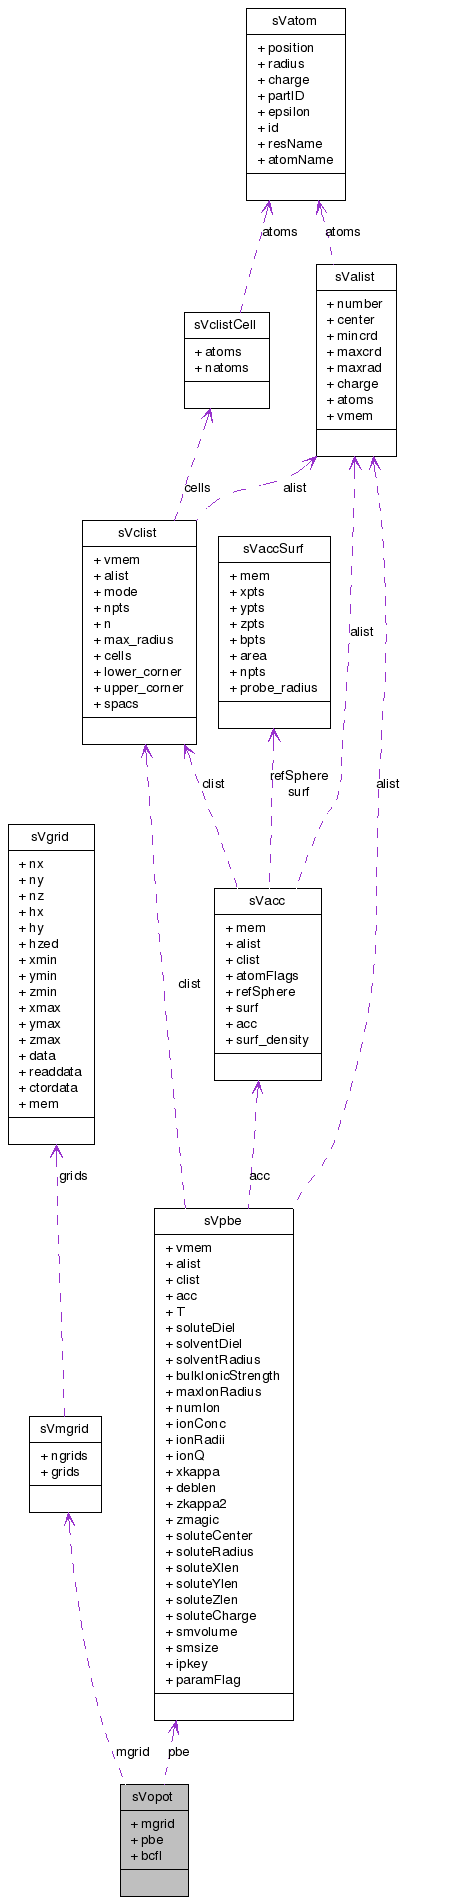 sVatom
+ position
+ radius
+ charge
+ partID
+ epsilon
+ id
+ resName
+ atomName
atoms
atoms
sValist
+ number
+ center
+ mincrd
+ maxcrd
+ maxrad
+ charge
+ atoms
+ vmem
sVclistCell
+ atoms
+ natoms
cells
alist
sVclist
+ vmem
+ alist
+ mode
+ npts
+ n
+ max_radius
+ cells
+ lower_corner
+ upper_corner
+ spacs
sVaccSurf
+ mem
+ xpts
+ ypts
+ zpts
+ bpts
+ area
+ npts
+ probe_radius
alist
clist
refSphere
surf
alist
sVgrid
+ nx
+ ny
+ nz
+ hx
+ hy
+ hzed
+ xmin
+ ymin
+ zmin
+ xmax
+ ymax
+ zmax
+ data
+ readdata
+ ctordata
+ mem
sVacc
+ mem
+ alist
+ clist
+ atomFlags
+ refSphere
+ surf
+ acc
+ surf_density
clist
grids
acc
sVpbe
+ vmem
+ alist
+ clist
+ acc
+ T
+ soluteDiel
+ solventDiel
+ solventRadius
+ bulkIonicStrength
+ maxIonRadius
+ numIon
+ ionConc
+ ionRadii
+ ionQ
+ xkappa
+ deblen
+ zkappa2
+ zmagic
+ soluteCenter
+ soluteRadius
+ soluteXlen
+ soluteYlen
+ soluteZlen
+ soluteCharge
+ smvolume
+ smsize
+ ipkey
+ paramFlag
sVmgrid
+ ngrids
+ grids
mgrid
pbe
sVopot
+ mgrid
+ pbe
+ bcfl